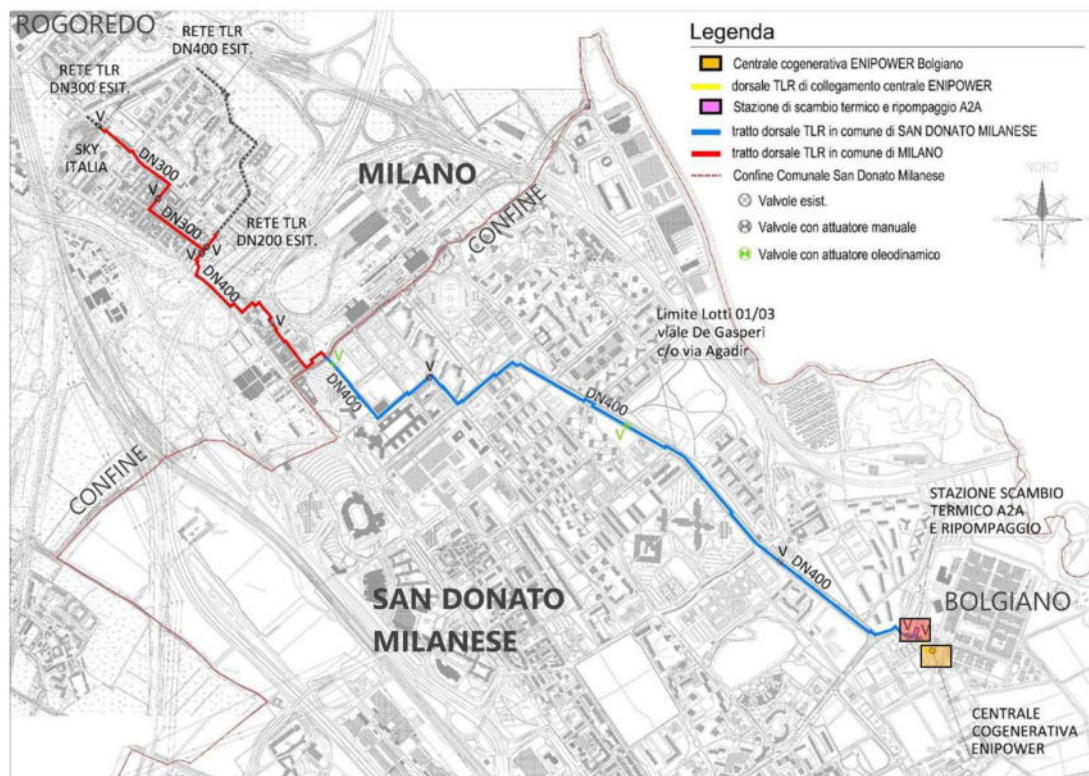 ROGOREDO
RETE TLR
DN400 ESIT.
RETE TLR
DN300 ESIT.
V
SKY
ITALIA
DN300
V
DN300
RETE TLR
DN200 ESIT.
V
V
DN400
V
MILANO
CONFINE
Legenda
Centrale cogenerativa ENIPOWER Bolgiano
dorsale TLR di collegamento centrale ENIPOWER
Stazione di scambio termico e ripompaggio A2A
tratto dorsale TLR in comune di SAN DONATO MILANESE
tratto dorsale TLR in comune di MILANO
Confine Comunale San Donato Milanese
Valvole esist.
Valvole con attuatore manuale
Valvole con attuatore oleodinamico
NORD
Limite Lotti 01/03
viale De Gasperi
c/o via Agadir
V
DN400
V
DN400
V
CONFINE
V
DN400
STAZIONE SCAMBIO
TERMICO A2A
E RIPOMPAGGIO
SAN DONATO
MILANESE
BOLGIANO
V V
CENTRALE
COGENERATIVA
ENIPOWER